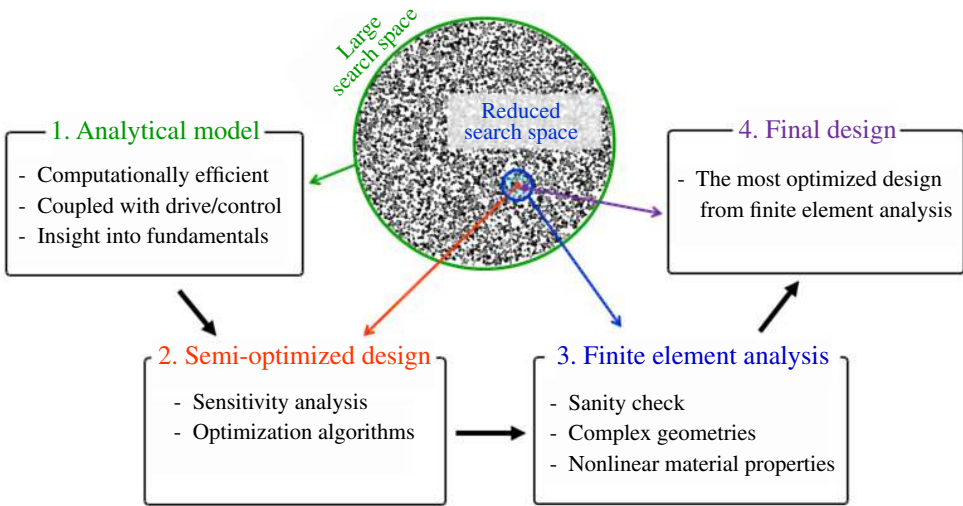 Large
search space
Reduced
search space
1. Analytical model
- Computationally efficient
- Coupled with drive/control
- Insight into fundamentals
2. Semi-optimized design
- Sensitivity analysis
- Optimization algorithms
3. Finite element analysis
- Sanity check
- Complex geometries
- Nonlinear material properties
4. Final design
- The most optimized design
from finite element analysis